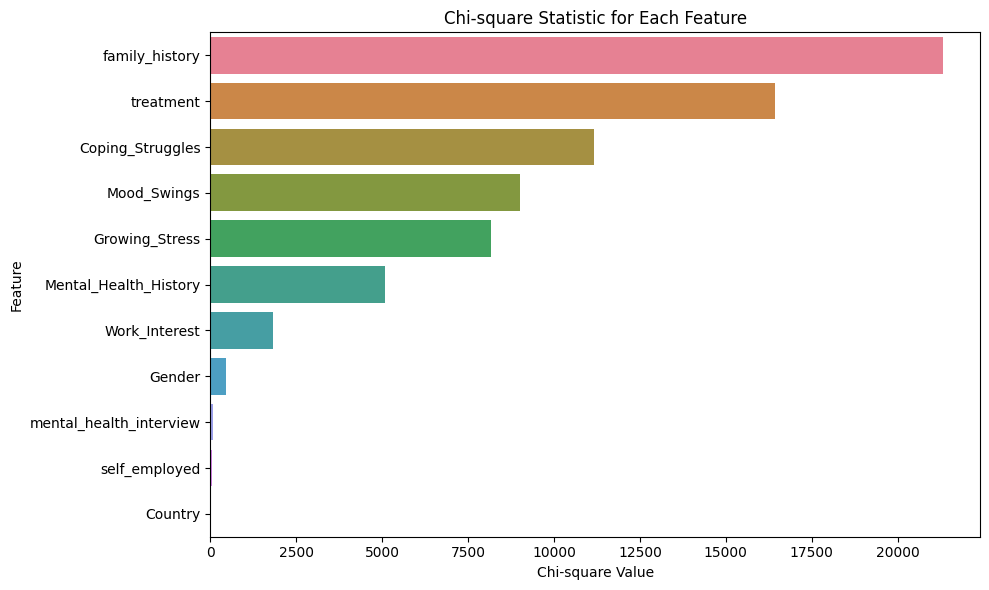 Chi-square Statistic for Each Feature
Feature
family_history
treatment
Coping_Struggles
Mood_Swings
Growing_Stress
Mental_Health_History
Work_Interest
Gender
mental_health_interview
self_employed
Country
0 2500 5000 7500 10000 12500 15000 17500 20000
Chi-square Value